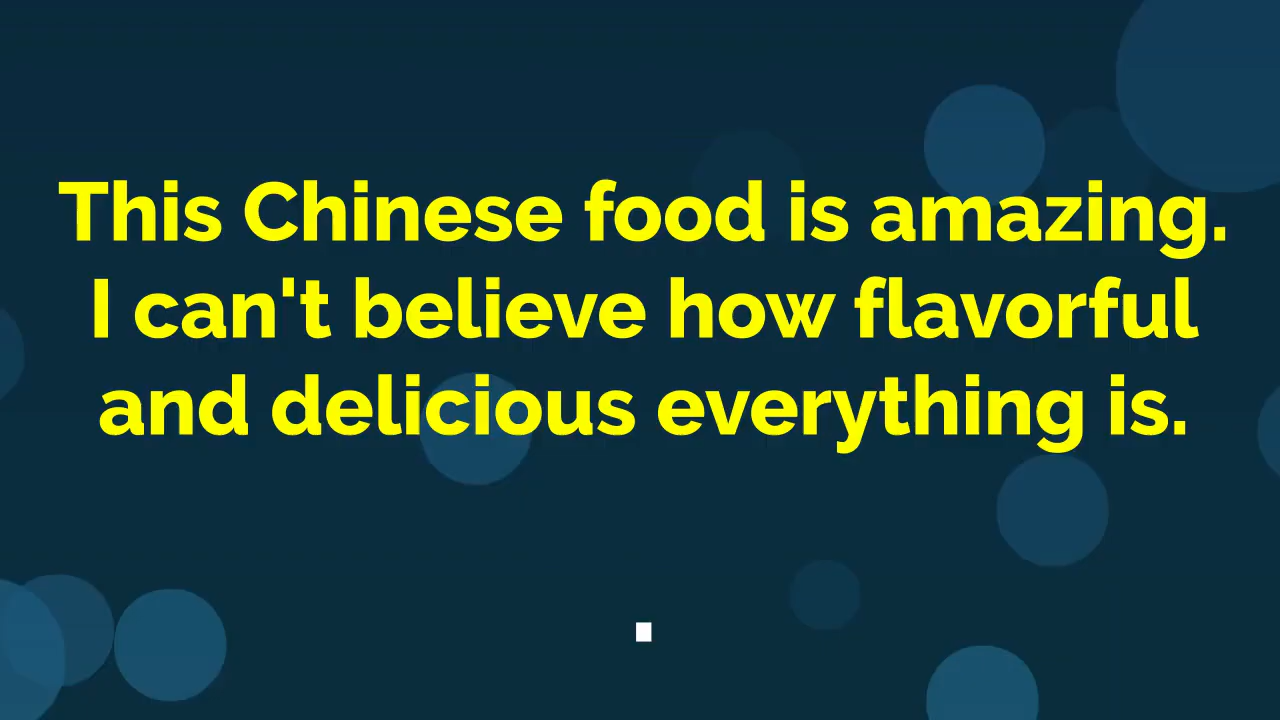 This Chinese food is amazing.
I can't believe how flavorful
and delicious everything is.
.